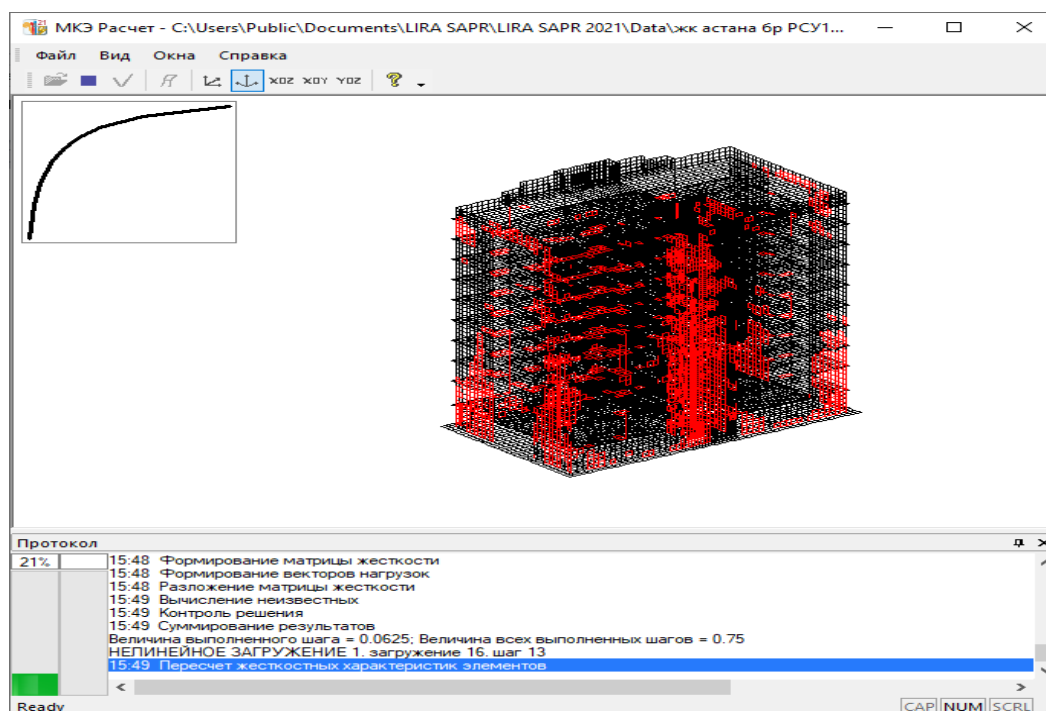 МКЭ Расчет - C:\Users\Public\Documents\LIRA SAPR\LIRA SAPR 2021\Data\жк астана 6р РСУ1...
Файл Вид Окна Справка
XOZ XOY YOZ
Протокол
21%
15:48 Формирование матрицы жесткости
15:48 Формирование векторов нагрузок
15:48 Разложение матрицы жесткости
15:49 Вычисление неизвестных
15:49 Контроль решения
15:49 Суммирование результатов
Величина выполненного шага = 0.0625; Величина всех выполненных шагов = 0.75
НЕЛИНЕЙНОЕ ЗАГРУЖЕНИЕ 1. загружение 16. шаг 13
15:49 Пересчет жесткостных характеристик элементов
Ready
CAP NUM SCRL